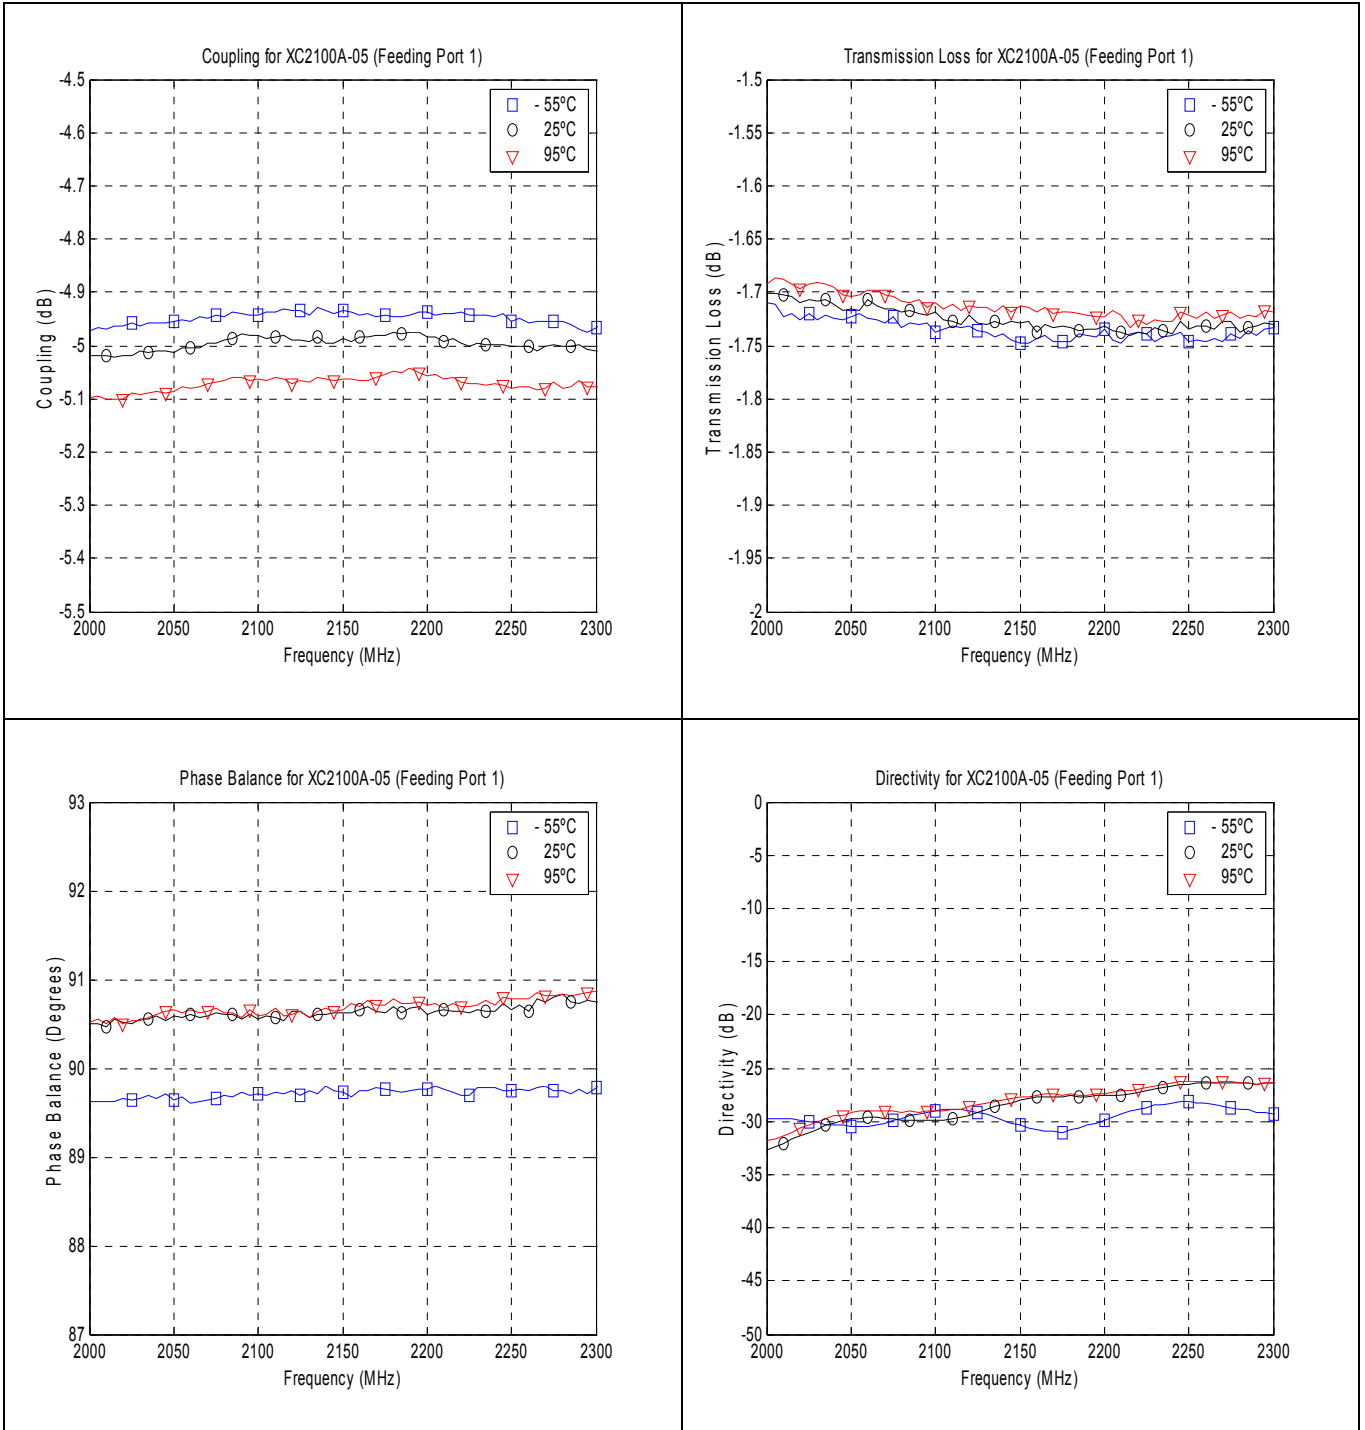 Coupling for XC2100A-05 (Feeding Port 1)
-4.5
-4.6
-4.7
-4.8
-4.9
-5
-5.1
-5.2
-5.3
-5.4
-5.5
Coupling (dB)
- 55ºC
25ºC
95ºC
2000 2050 2100 2150 2200 2250 2300
Frequency (MHz)
Transmission Loss for XC2100A-05 (Feeding Port 1)
-1.5
-1.55
-1.6
-1.65
-1.7
-1.75
-1.8
-1.85
-1.9
-1.95
-2
Transmission Loss (dB)
- 55ºC
25ºC
95ºC
2000 2050 2100 2150 2200 2250 2300
Frequency (MHz)
Phase Balance for XC2100A-05 (Feeding Port 1)
93
92
91
90
89
88
87
Phase Balance (Degrees)
- 55ºC
25ºC
95ºC
2000 2050 2100 2150 2200 2250 2300
Frequency (MHz)
Directivity for XC2100A-05 (Feeding Port 1)
0
-5
-10
-15
-20
-25
-30
-35
-40
-45
-50
Directivity (dB)
- 55ºC
25ºC
95ºC
2000 2050 2100 2150 2200 2250 2300
Frequency (MHz)